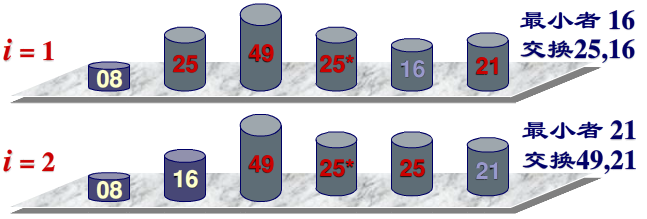 最小者 16
i = 1
交换25,16
08 25 49 25* 16 21
最小者 21
i = 2
交换49,21
08 16 49 25* 25 21